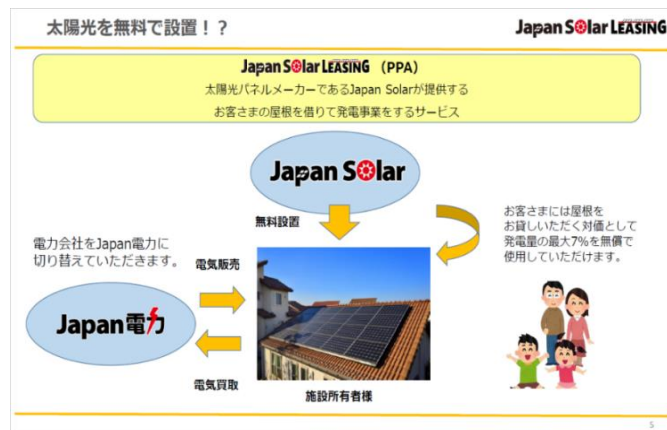 太陽光を無料で設置！？
Japan Solar LEASING
Japan Solar LEASING （PPA）
太陽光パネルメーカーであるJapan Solarが提供する
お客さまの屋根を借りて発電事業をするサービス
Japan Solar
無料設置
お客さまには屋根を
お貸しいただく対価として
発電量の最大7%を無償で
使用していただけます。
電力会社をJapan電力に
切り替えていただきます。
電気販売
Japan電力
電気買取
施設所有者様
5